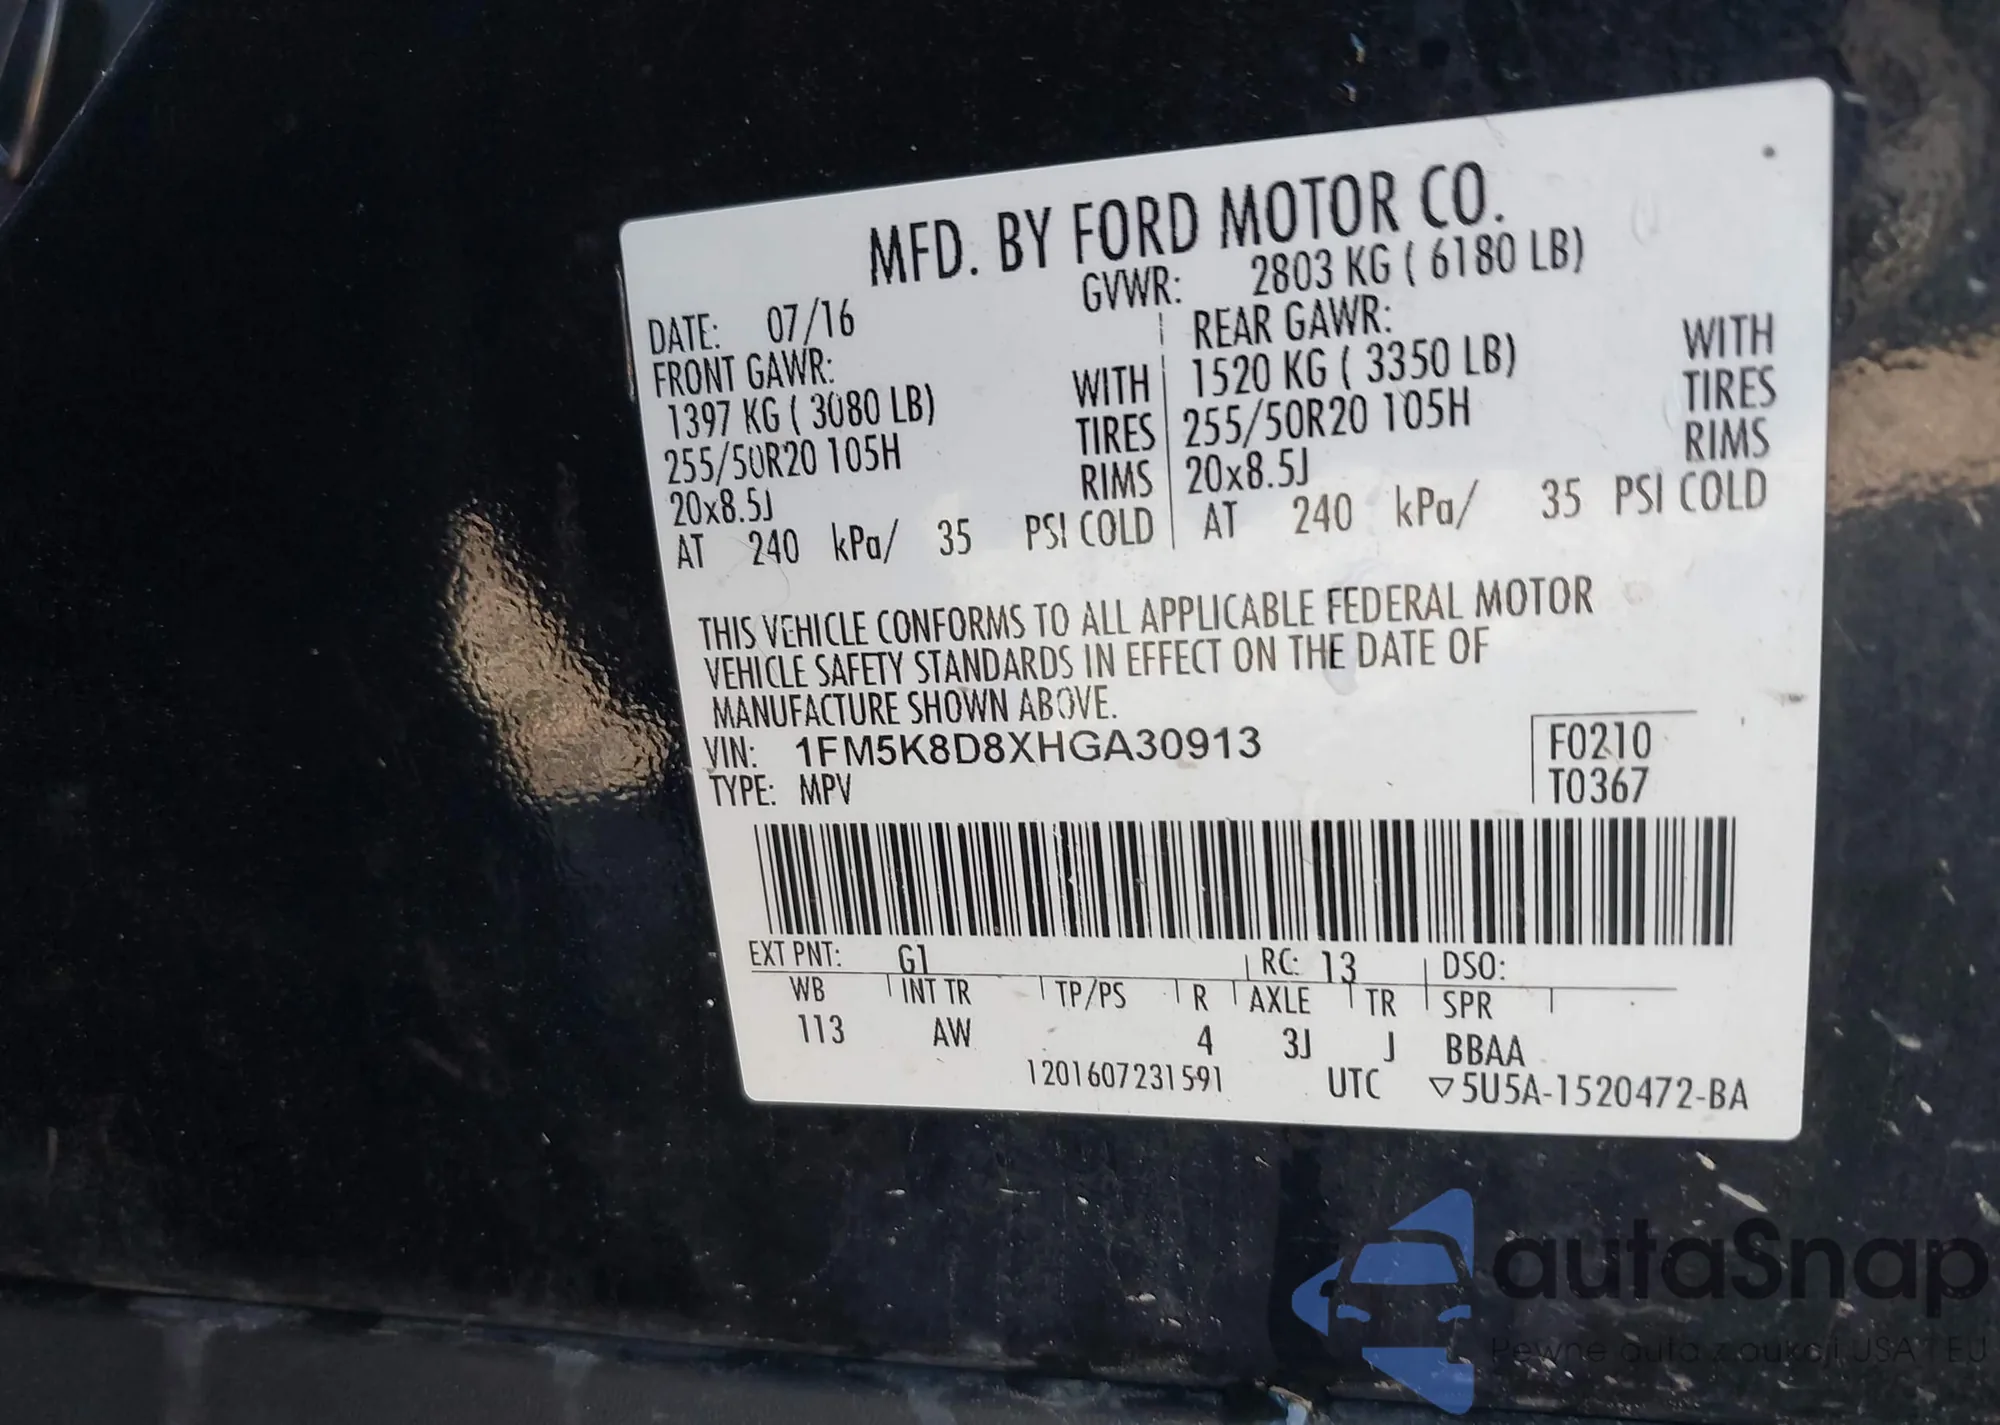 MFD. BY FORD MOTOR CO.
DATE: 07/16 GVWR: 2803 KG ( 6180 LB)
FRONT GAWR: REAR GAWR:
1397 KG ( 3080 LB) WITH 1520 KG ( 3350 LB) WITH
255/50R20 105H TIRES 255/50R20 105H TIRES
20x8.5J RIMS 20x8.5J RIMS
AT 240 kPa/ 35 PSI COLD AT 240 kPa/ 35 PSI COLD
THIS VEHICLE CONFORMS TO ALL APPLICABLE FEDERAL MOTOR
VEHICLE SAFETY STANDARDS IN EFFECT ON THE DATE OF
MANUFACTURE SHOWN ABOVE.
VIN: 1FM5K8D8XHGA30913 F0210
TYPE: MPV T0367
EXT PNT: G1 RC: 13 DSO:
WB INT TR TP/PS R AXLE TR SPR
113 AW 4 3J J BBAA
1201607231591 UTC ▽5U5A-1520472-BA
autaSnap
Pewne auta z aukcji USA i EU